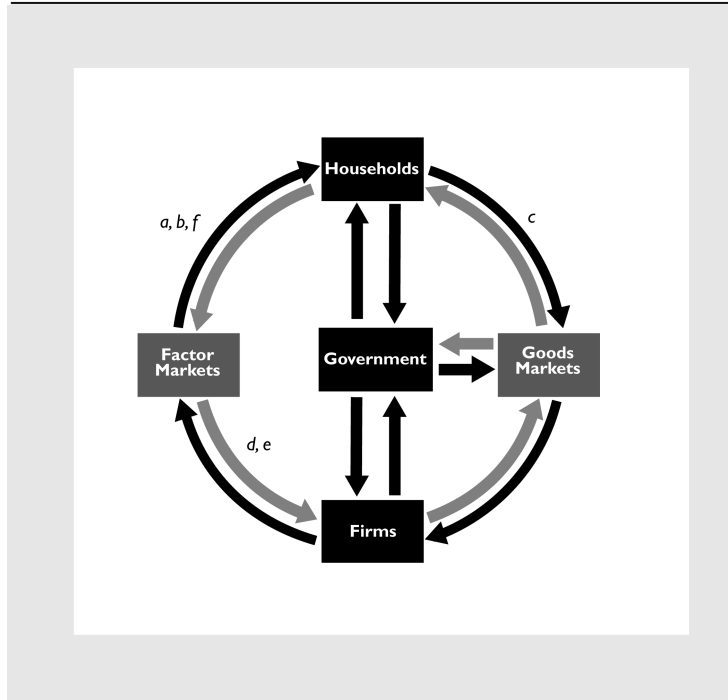 Households
a, b, f
c
Factor
Markets
Government
Goods
Markets
d, e
Firms